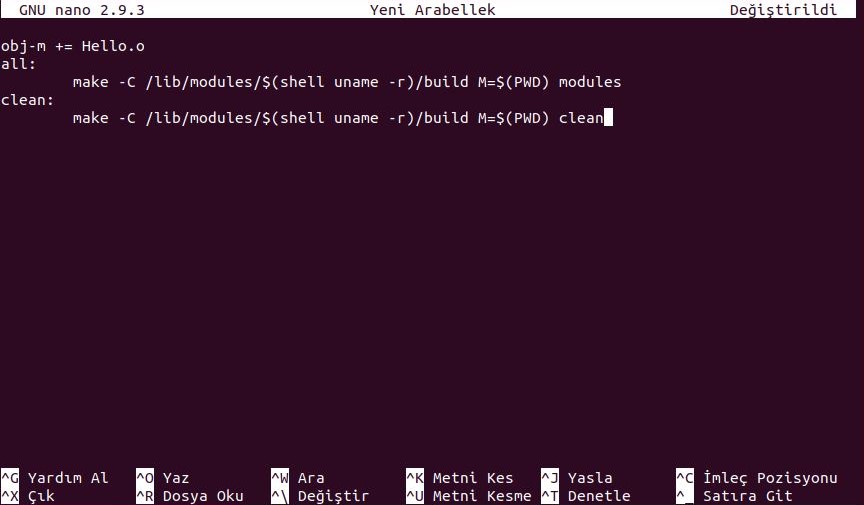 GNU nano 2.9.3 Yeni Arabellek Değiştirildi
obj-m += Hello.o
all:
        make -C /lib/modules/$(shell uname -r)/build M=$(PWD) modules
clean:
        make -C /lib/modules/$(shell uname -r)/build M=$(PWD) clean
^G Yardım Al ^O Yaz ^W Ara ^K Metni Kes ^J Yasla ^C İmleç Pozisyonu
^X Çık ^R Dosya Oku ^\ Değiştir ^U Metni Kesme ^T Denetle ^_ Satıra Git